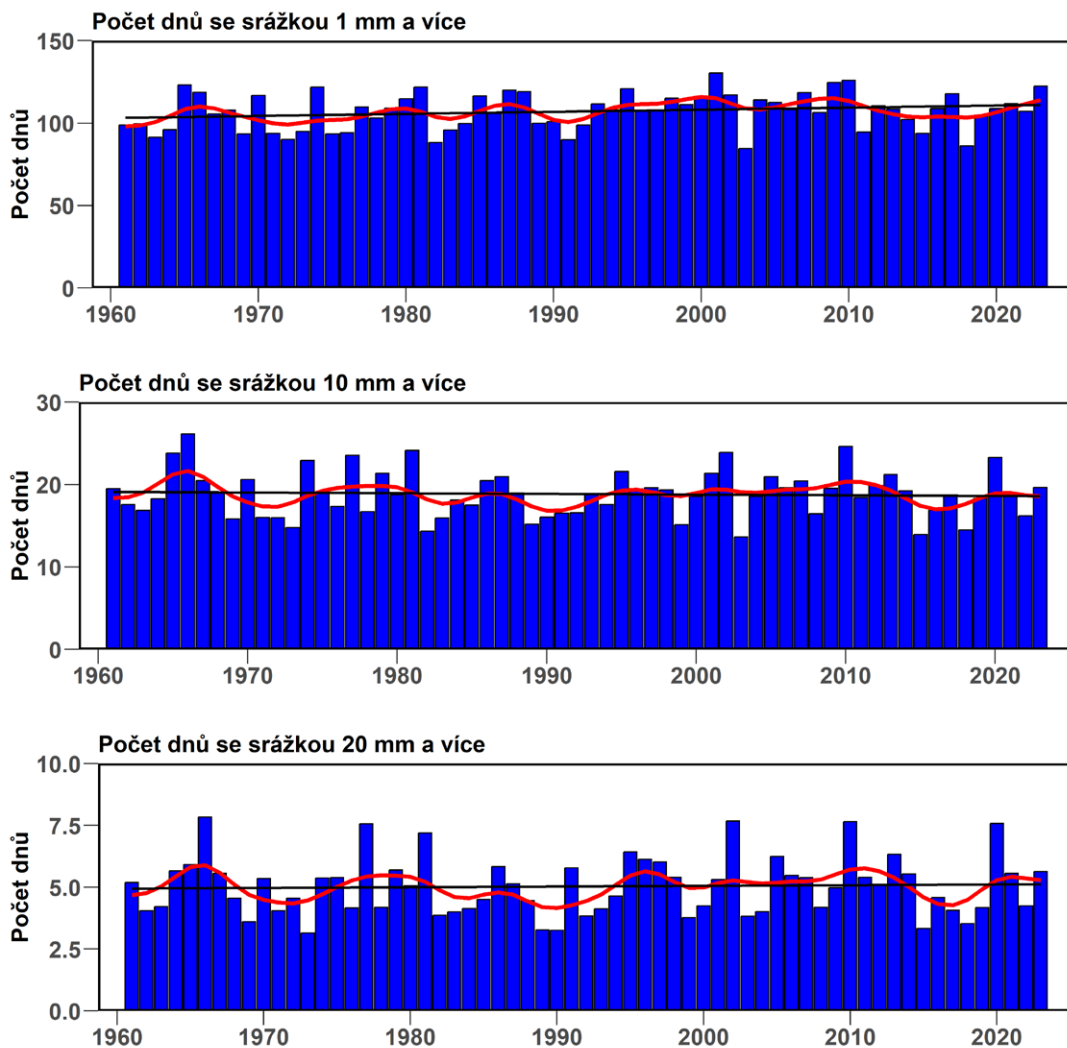 Počet dnů se srážkou 1 mm a více
150
100
50
0
Počet dnů
1960 1970 1980 1990 2000 2010 2020
Počet dnů se srážkou 10 mm a více
30
20
10
0
Počet dnů
1960 1970 1980 1990 2000 2010 2020
Počet dnů se srážkou 20 mm a více
10.0
7.5
5.0
2.5
0.0
Počet dnů
1960 1970 1980 1990 2000 2010 2020